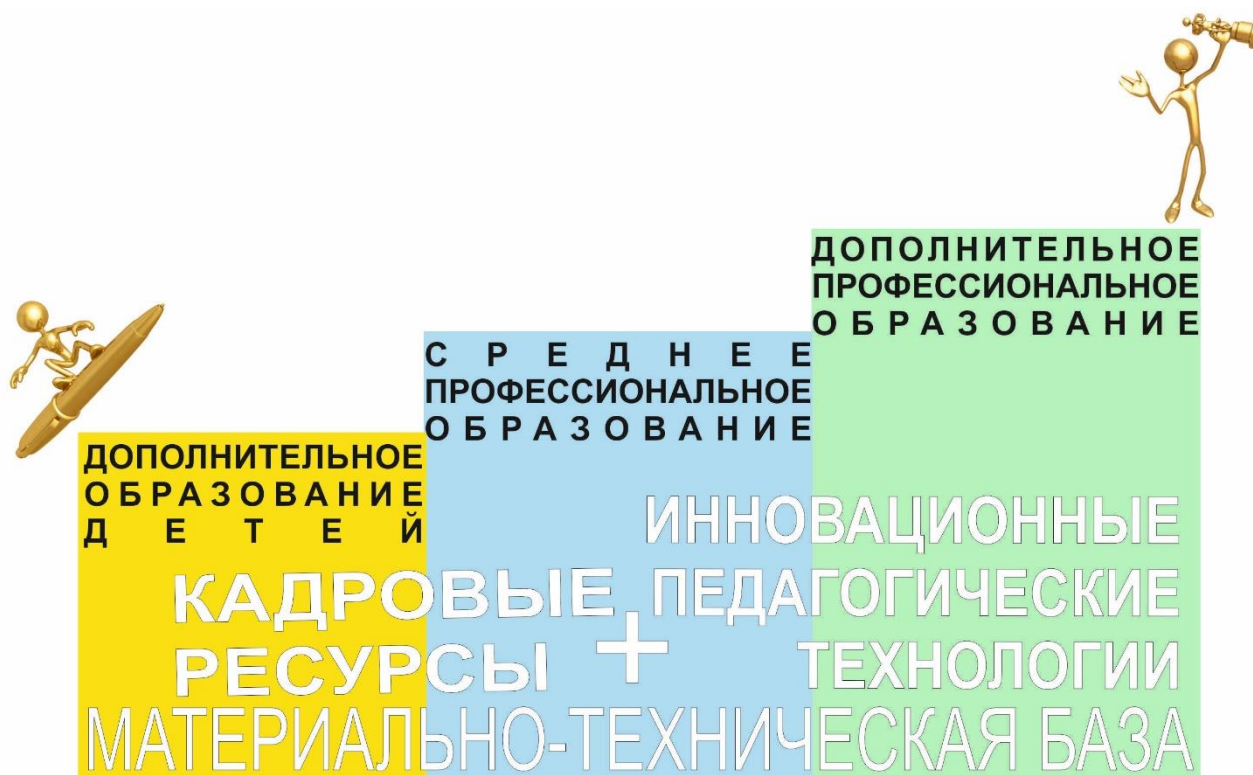 ДОПОЛНИТЕЛЬНОЕ
ОБРАЗОВАНИЕ
ДЕТЕЙ
СРЕДНЕЕ
ПРОФЕССИОНАЛЬНОЕ
ОБРАЗОВАНИЕ
ДОПОЛНИТЕЛЬНОЕ
ПРОФЕССИОНАЛЬНОЕ
ОБРАЗОВАНИЕ
КАДРОВЫЕ
РЕСУРСЫ
+
ИННОВАЦИОННЫЕ
ПЕДАГОГИЧЕСКИЕ
ТЕХНОЛОГИИ
МАТЕРИАЛЬНО-ТЕХНИЧЕСКАЯ БАЗА